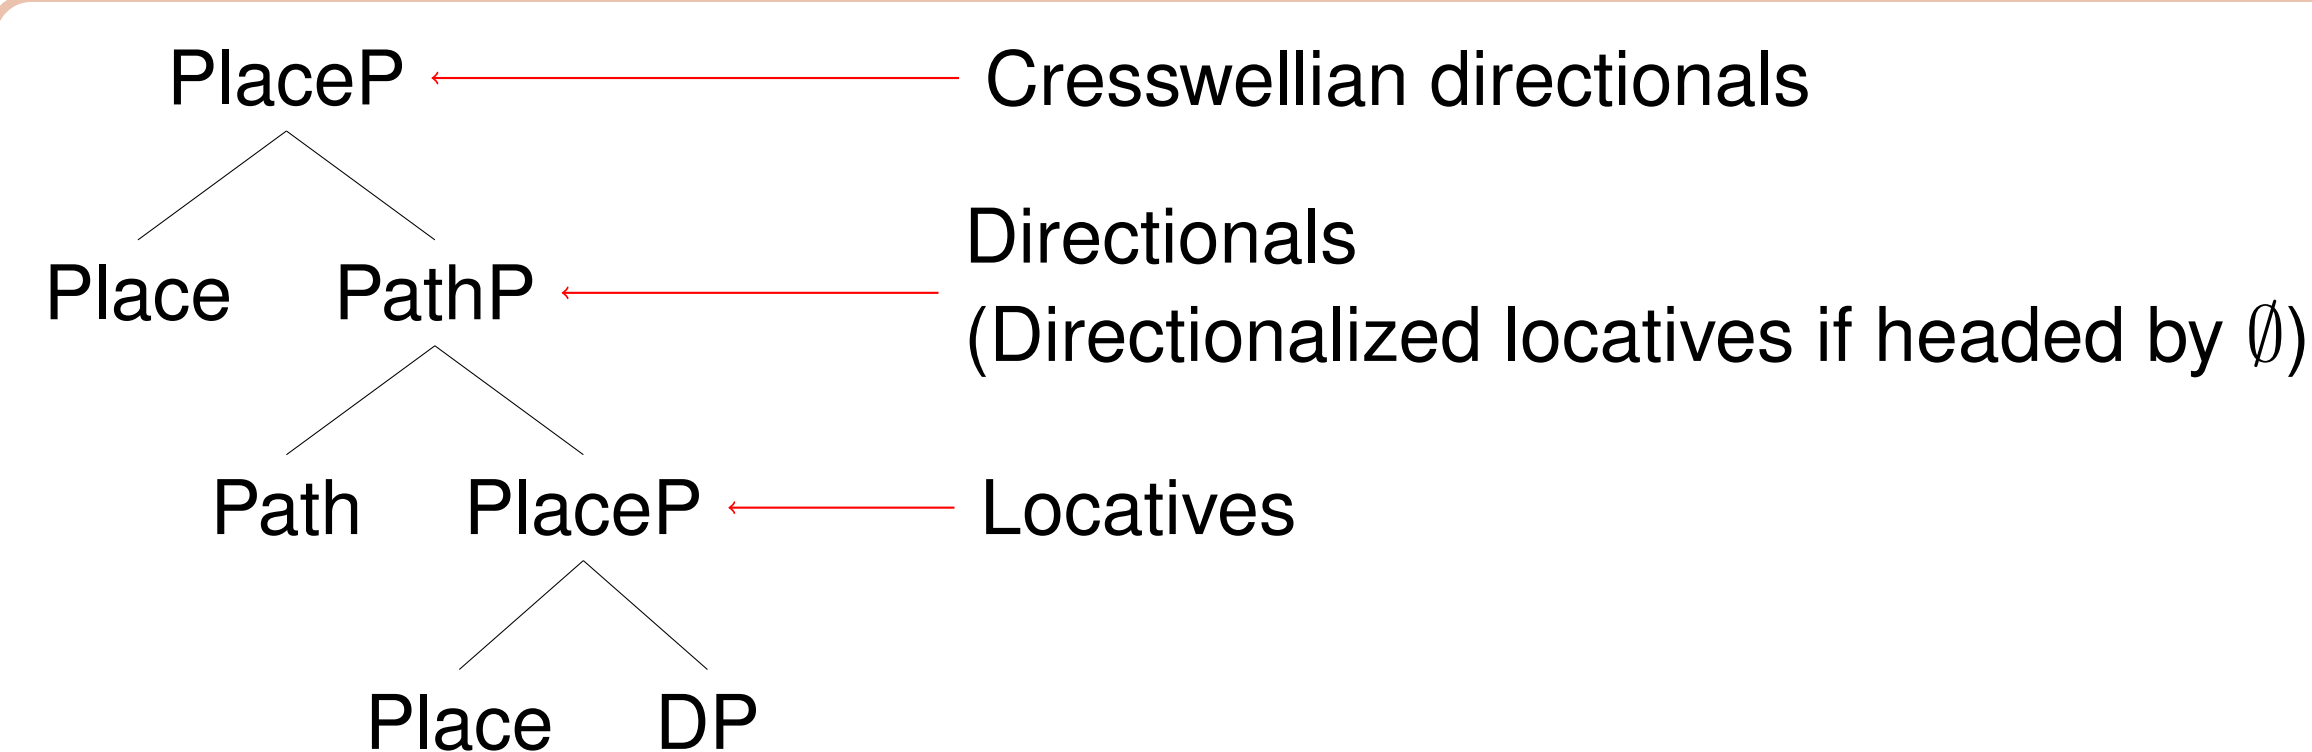 PlaceP Cresswellian directionals
Directionals
Place PathP
(Directionalized locatives if headed by ∅)
Path PlaceP Locatives
Place DP